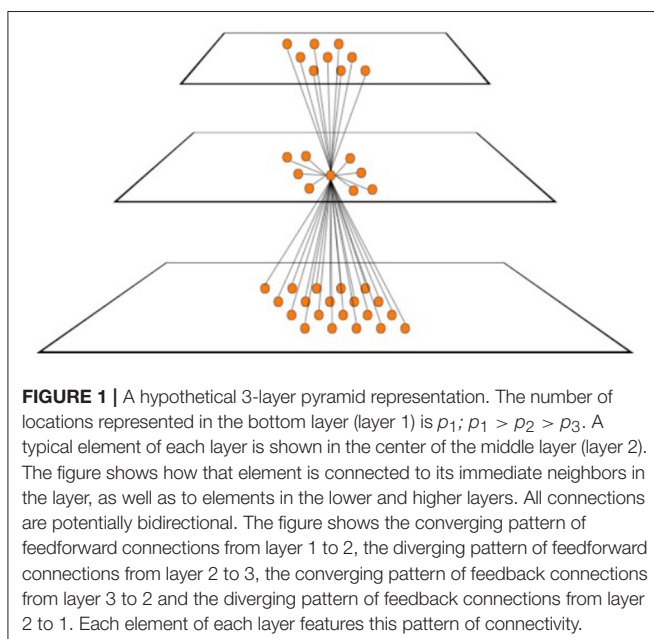 FIGURE 1 | A hypothetical 3-layer pyramid representation. The number of
locations represented in the bottom layer (layer 1) is p1; p1 > p2 > p3. A
typical element of each layer is shown in the center of the middle layer (layer 2).
The figure shows how that element is connected to its immediate neighbors in
the layer, as well as to elements in the lower and higher layers. All connections
are potentially bidirectional. The figure shows the converging pattern of
feedforward connections from layer 1 to 2, the diverging pattern of feedforward
connections from layer 2 to 3, the converging pattern of feedback connections
from layer 3 to 2 and the diverging pattern of feedback connections from layer
2 to 1. Each element of each layer features this pattern of connectivity.